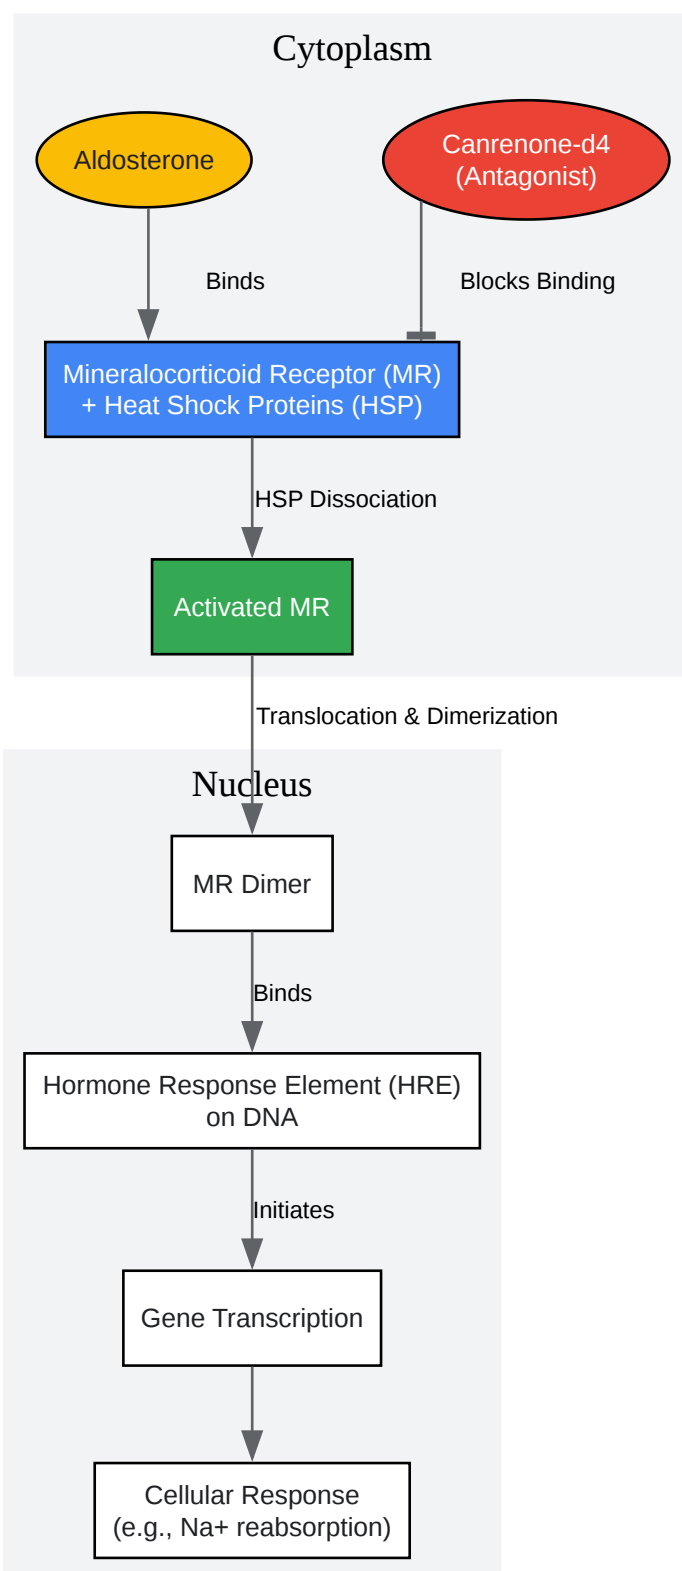 Cytoplasm
Aldosterone
Canrenone-d4
(Antagonist)
Binds
Blocks Binding
Mineralocorticoid Receptor (MR)
+ Heat Shock Proteins (HSP)
HSP Dissociation
Activated MR
Translocation & Dimerization
Nucleus
MR Dimer
Binds
Hormone Response Element (HRE)
on DNA
Initiates
Gene Transcription
Cellular Response
(e.g., Na+ reabsorption)